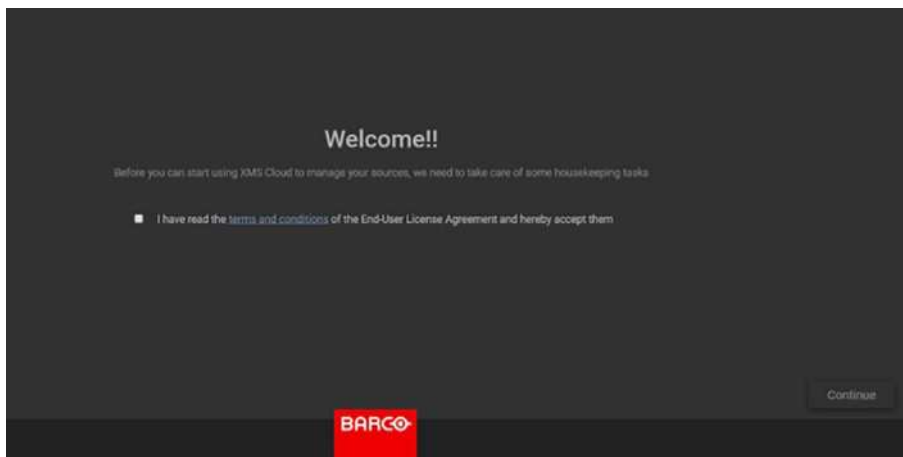 Welcome!!
Before you can start using XMS Cloud to manage your sources, we need to take care of some housekeeping tasks
I have read the terms and conditions of the End-User License Agreement and hereby accept them
Continue
BARCO